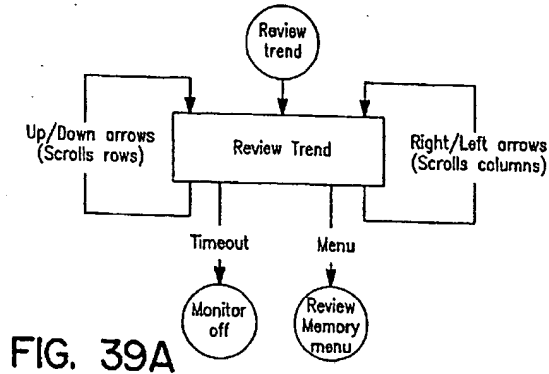 Review
trend
Up/Down arrows
(Scrolls rows)
Review Trend
Right/Left arrows
(Scrolls columns)
Timeout
Menu
Monitor
off
Review
Memory
menu
FIG. 39A